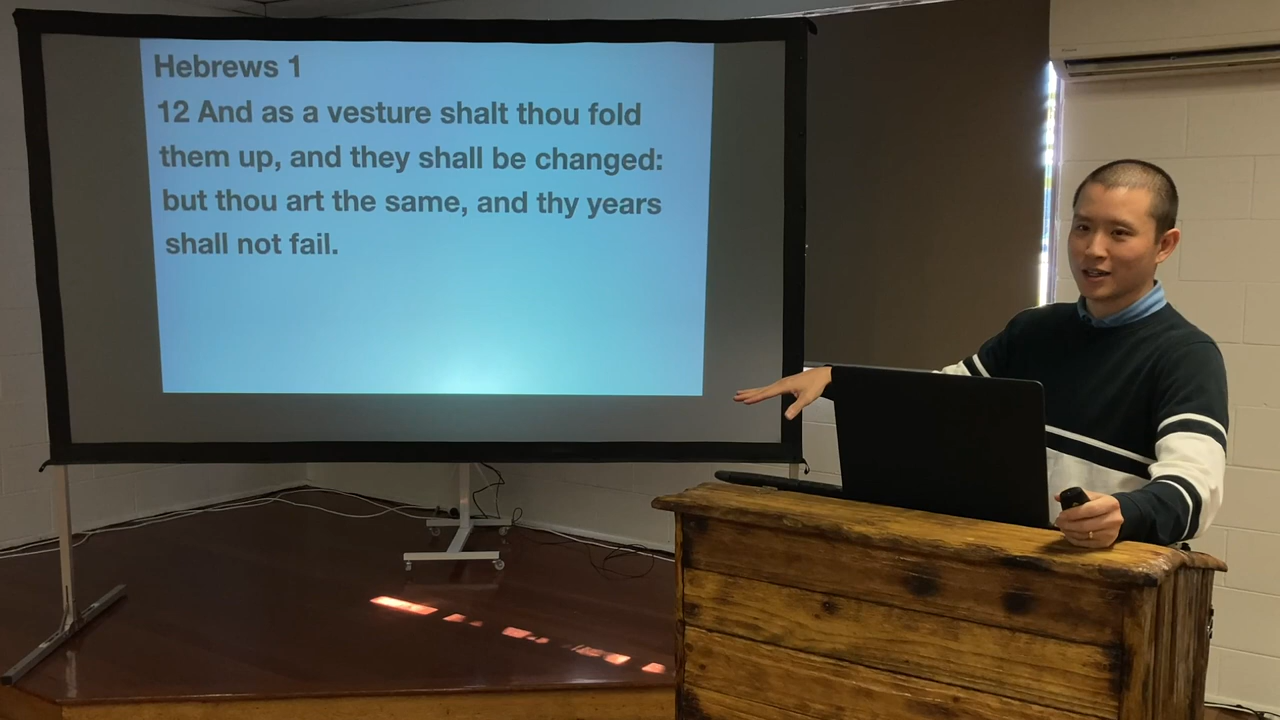 Hebrews 1
12 And as a vesture shalt thou fold
them up, and they shall be changed:
but thou art the same, and thy years
shall not fail.